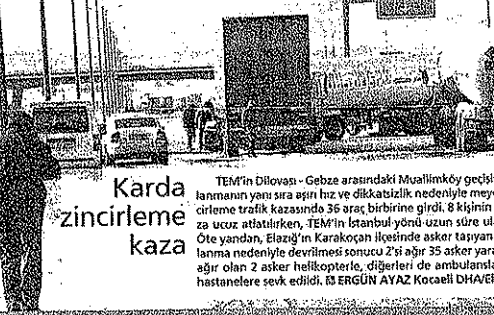 Karda
zincirleme
kaza
TEM'in Dilovası - Gebze arasındaki Muallimköy geçişi
lanmanın yanı sıra aşırı hız ve dikkatsizlik nedeniyle mey
cirleme trafik kazasında 36 araç birbirine girdi. 8 kişinin
za ucuz atlatılırken, TEM'in İstanbul yönü uzun süre ul
Öte yandan, Elazığ'ın Karakoçan ilçesinde asker taşıyan
lanma nedeniyle devrilmesi sonucu 2'si ağır 35 asker yara
ağır olan 2 asker helikopterle, diğerleri de ambulansla
hastanelere sevk edildi. ERGÜN AYAZ Kocaeli DHA/El